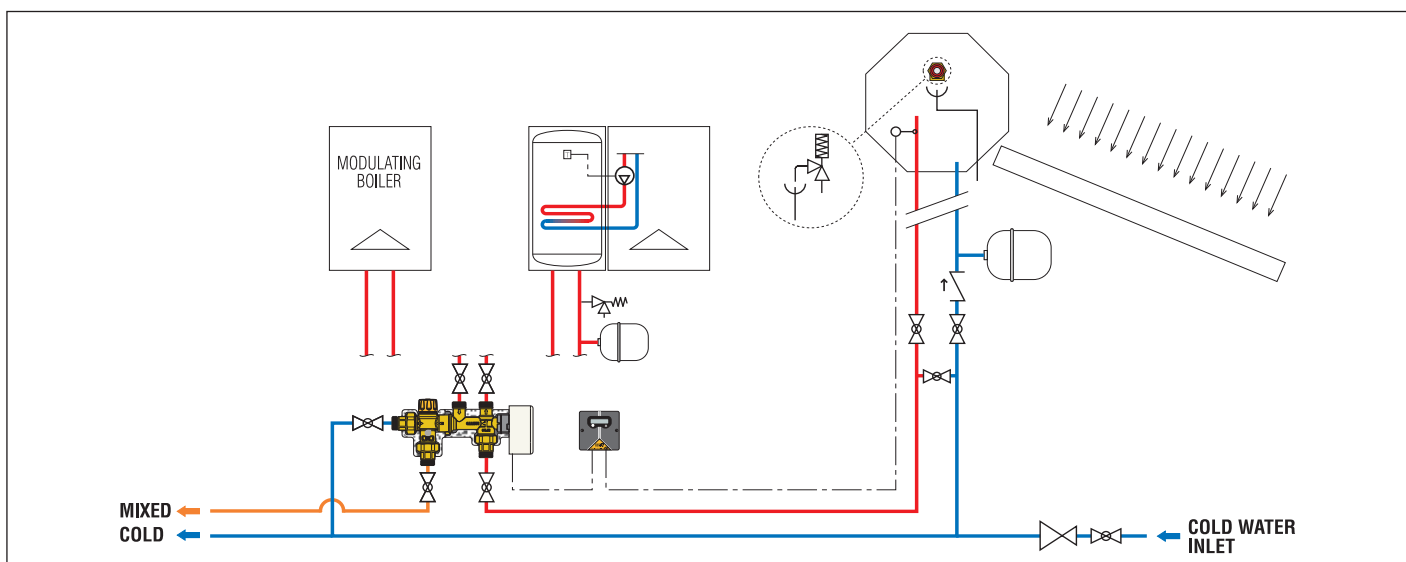 MODULATING
BOILER
MIXED
COLD
COLD WATER
INLET